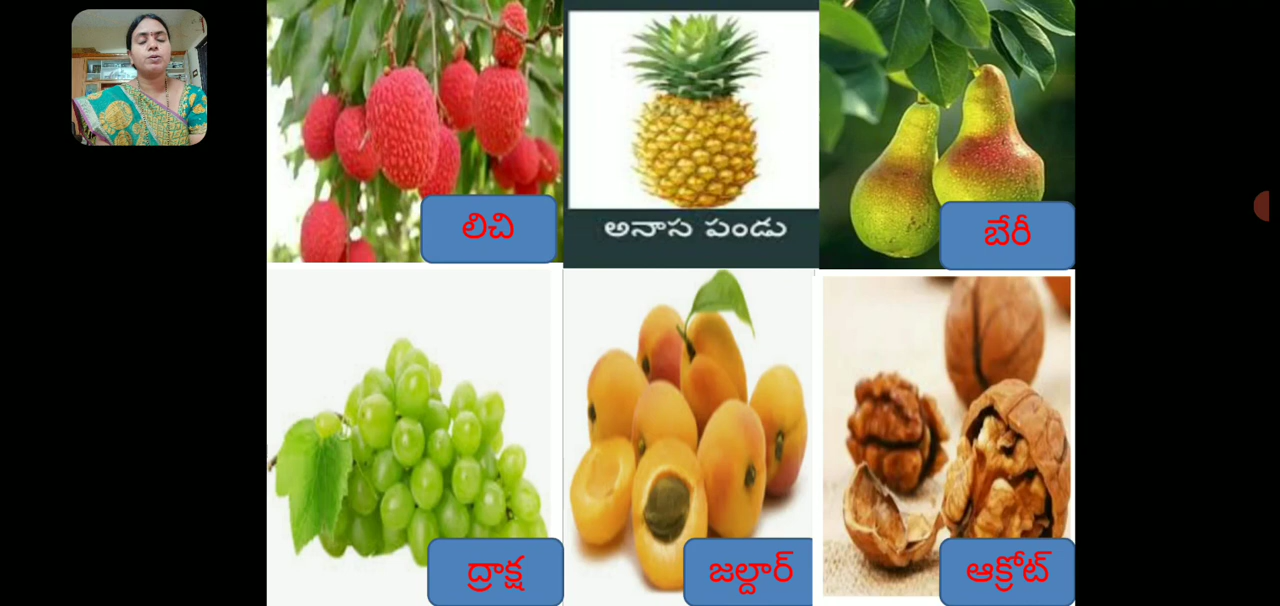 లిచి
అనాస పండు
బేరీ
ద్రాక్ష
జల్దార్
ఆక్రోట్